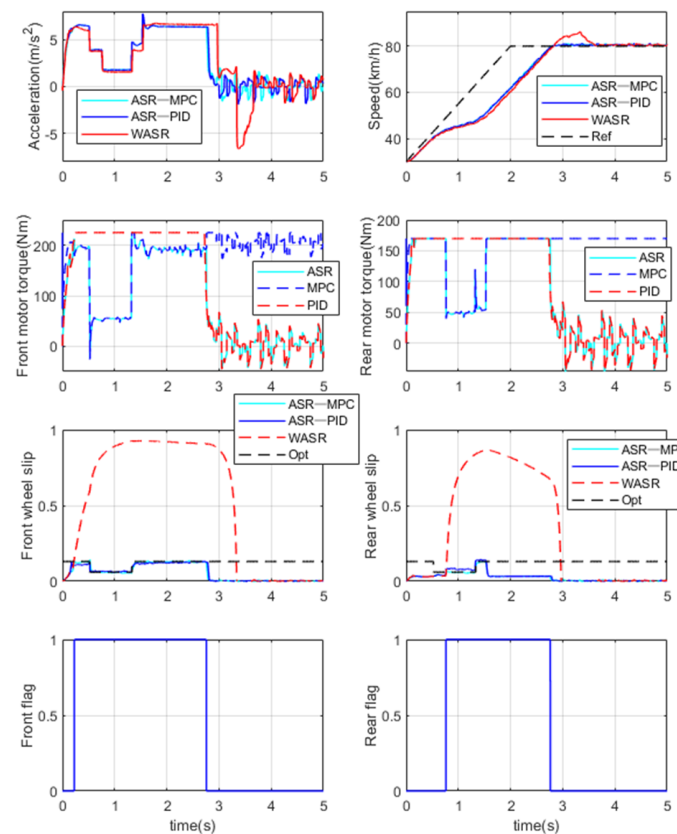 Acceleration(m/s²)
5
0
-5
ASR—MPC
ASR—PID
WASR
0 1 2 3 4 5
Speed(km/h)
80
60
40
ASR—MPC
ASR—PID
WASR
Ref
0 1 2 3 4 5
Front motor torque(Nm)
200
100
0
ASR
MPC
PID
0 1 2 3 4 5
Rear motor torque(Nm)
200
150
100
50
0
ASR
MPC
PID
0 1 2 3 4 5
Front wheel slip
1
0.5
0
ASR—MPC
ASR—PID
WASR
Opt
0 1 2 3 4 5
Rear wheel slip
1
0.5
0
ASR—MP
ASR—PID
WASR
Opt
0 1 2 3 4 5
Front flag
1
0.5
0
0 1 2 3 4 5
time(s)
Rear flag
1
0.5
0
0 1 2 3 4 5
time(s)